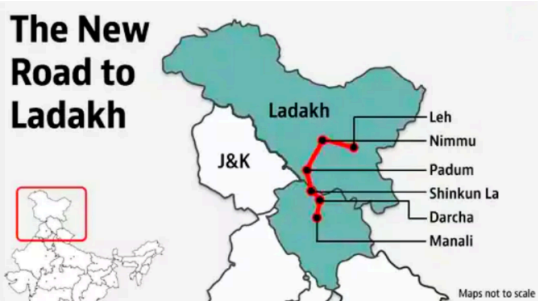 The New
Road to
Ladakh
Ladakh
J&K
Leh
Nimmu
Padum
Shinkun La
Darcha
Manali
Maps not to scale